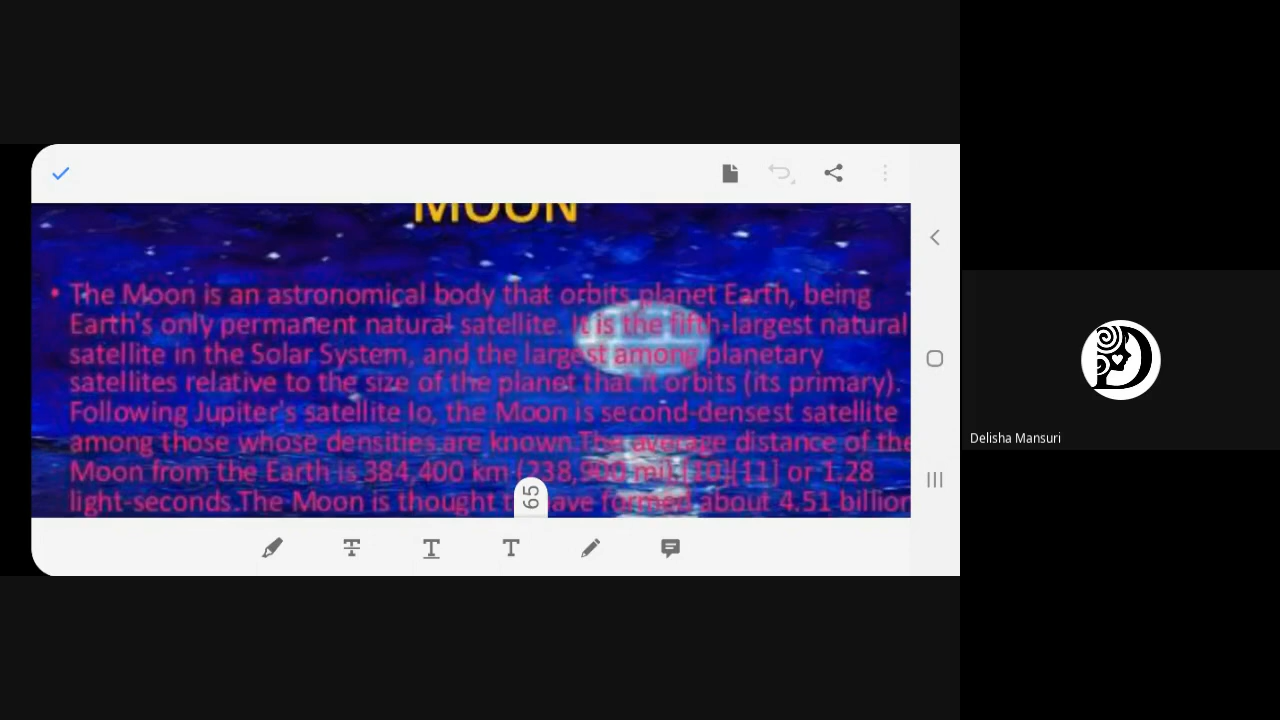 MOON
• The Moon is an astronomical body that orbits planet Earth, being
Earth's only permanent natural satellite. It is the fifth-largest natural
satellite in the Solar System, and the largest among planetary
satellites relative to the size of the planet that it orbits (its primary).
Following Jupiter's satellite Io, the Moon is second-densest satellite
among those whose densities are known.The average distance of the
Moon from the Earth is 384,400 km (238,900 mi),[10][11] or 1.28
light-seconds.The Moon is thought have formed about 4.51 billion
65
Delisha Mansuri